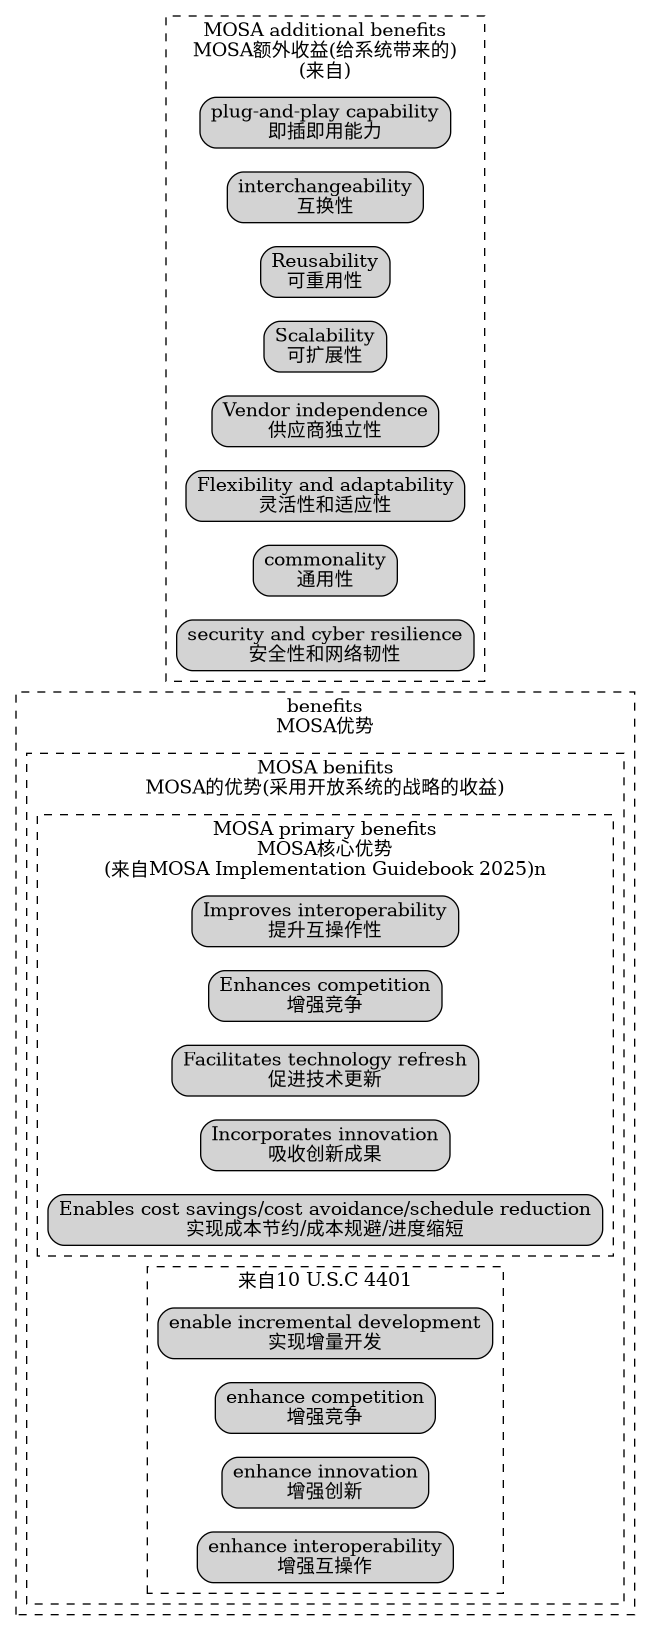 MOSA additional benefits
MOSA额外收益(给系统带来的)
(来自)
plug-and-play capability
即插即用能力
interchangeability
互换性
Reusability
可重用性
Scalability
可扩展性
Vendor independence
供应商独立性
Flexibility and adaptability
灵活性和适应性
commonality
通用性
security and cyber resilience
安全性和网络韧性
benefits
MOSA优势
MOSA benifits
MOSA的优势(采用开放系统的战略的收益)
MOSA primary benefits
MOSA核心优势
(来自MOSA Implementation Guidebook 2025)n
Improves interoperability
提升互操作性
Enhances competition
增强竞争
Facilitates technology refresh
促进技术更新
Incorporates innovation
吸收创新成果
Enables cost savings/cost avoidance/schedule reduction
实现成本节约/成本规避/进度缩短
来自10 U.S.C 4401
enable incremental development
实现增量开发
enhance competition
增强竞争
enhance innovation
增强创新
enhance interoperability
增强互操作